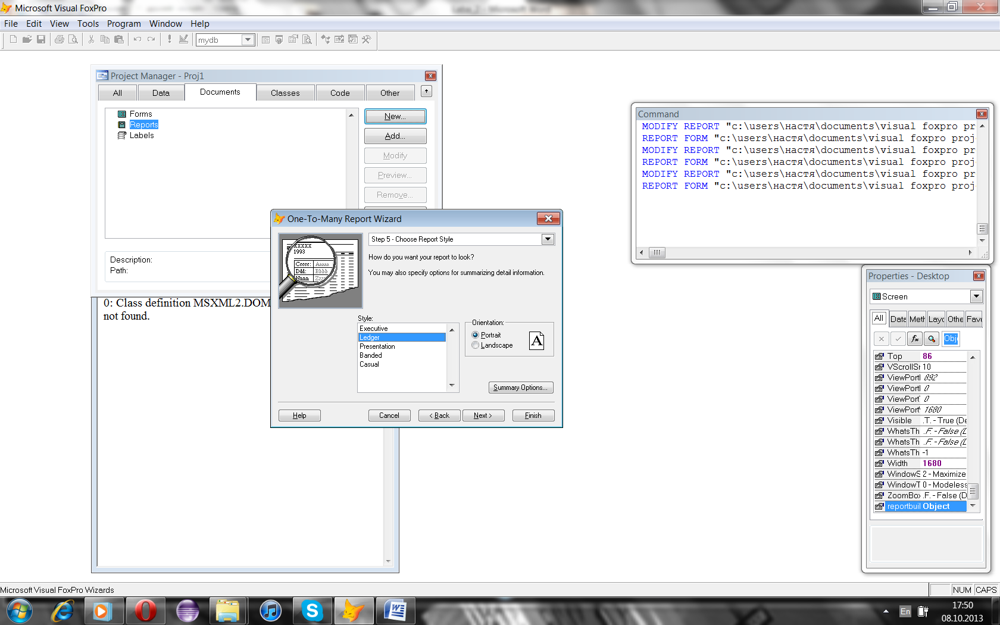 Microsoft Visual FoxPro
File Edit View Tools Program Window Help
mydb
Project Manager - Proj1
All Data Documents Classes Code Other
Forms
Reports
Labels
New...
Add...
Modify
Preview...
Remove...
Description:
Path:
0: Class definition MSXML2.DOM
not found.
Command
MODIFY REPORT "c:\users\настя\documents\visual foxpro pr
REPORT FORM "c:\users\настя\documents\visual foxpro proj
MODIFY REPORT "c:\users\настя\documents\visual foxpro pr
REPORT FORM "c:\users\настя\documents\visual foxpro proj
MODIFY REPORT "c:\users\настя\documents\visual foxpro pr
REPORT FORM "c:\users\настя\documents\visual foxpro proj
One-To-Many Report Wizard
XXXXX
1993
Ccccc: Aaaaa
Ddd: Bbbb
Nnnn Zzzz
Step 5 - Choose Report Style
How do you want your report to look?
You may also specify options for summarizing detail information.
Style:
Executive
Ledger
Presentation
Banded
Casual
Orientation:
Portrait
Landscape
A
Summary Options...
Help Cancel < Back Next > Finish
Properties - Desktop
Screen
All Data Meth Layo Othe Favo
Obje
Top 86
VScrollSr 10
ViewPortH 892
ViewPortL 0
ViewPortT 0
ViewPortW 1680
Visible .T. - True (De
WhatsTh .F. - False (D
WhatsTh .F. - False (D
WhatsTh -1
Width 1680
WindowS 2 - Maximize
WindowT 0 - Modeless
ZoomBox .F. - False (D
reportbuil Object
Microsoft Visual FoxPro Wizards
NUM CAPS
En
17:50
08.10.2013